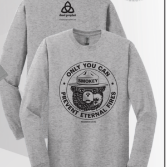 ONLY YOU CAN
SMOKEY
PREVENT ETERNAL FIRES